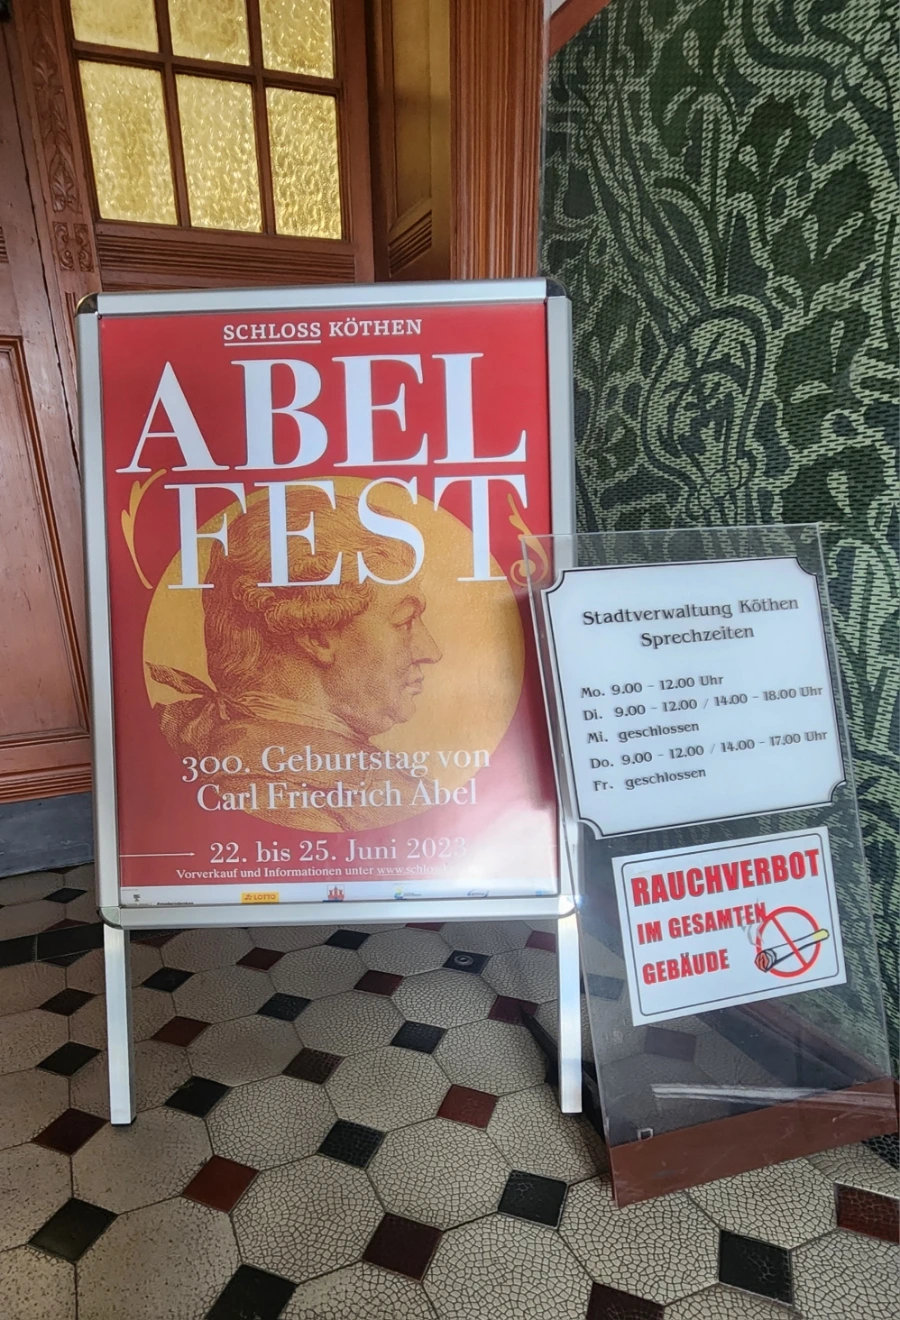 SCHLOSS KÖTHEN
ABEL
FEST
300. Geburtstag von
Carl Friedrich Abel
22. bis 25. Juni 2023
Vorverkauf und Informationen unter
LOTTO
Stadtverwaltung Köthen
Sprechzeiten
Mo. 9.00 - 12.00 Uhr
Di. 9.00 - 12.00 / 14.00 - 18.00 Uhr
Mi. geschlossen
Do. 9.00 - 12.00 / 14.00 - 17.00 Uhr
Fr. geschlossen
RAUCHVERBOT
IM GESAMTEN
GEBÄUDE